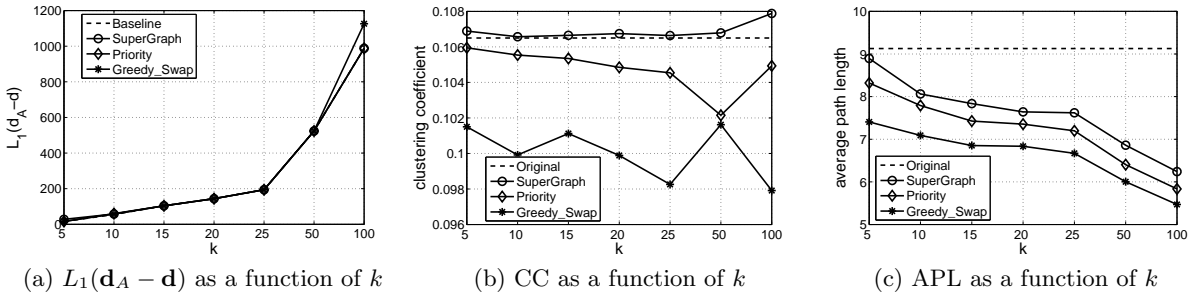 1200
1000
800
600
400
200
0
L₁(d_A−d)
Baseline
SuperGraph
Priority
Greedy_Swap
5 10 15 20 25 50 100
k
(a) L₁(d_A − d) as a function of k
0.108
0.106
0.104
0.102
0.1
0.098
0.096
clustering coefficient
Original
SuperGraph
Priority
Greedy_Swap
5 10 15 20 25 50 100
k
(b) CC as a function of k
10
9
8
7
6
5
average path length
Original
SuperGraph
Priority
Greedy_Swap
5 10 15 20 25 50 100
k
(c) APL as a function of k